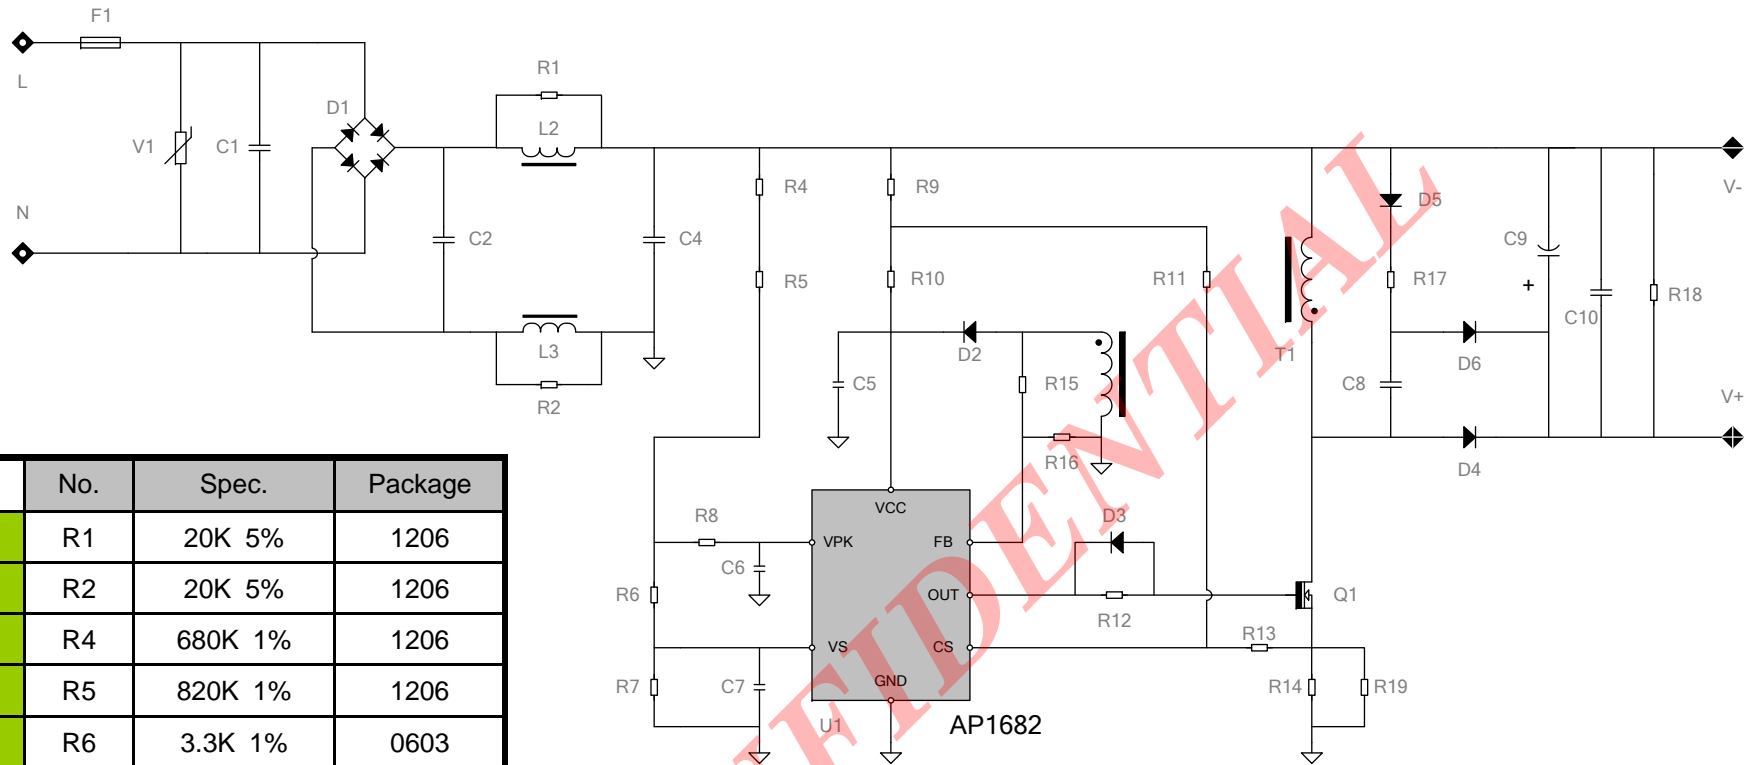 F1
R1
L
D1
L2
V1
C1
R4
R9
V-
N
D5
C2
C4
C9
R5
R10
R11
R17
+
R18
C10
L3
D2
T1
D6
R2
C5
R15
C8
V+
R16
D4
No. Spec. Package
R1 20K 5% 1206
R2 20K 5% 1206
R4 680K 1% 1206
R5 820K 1% 1206
R6 3.3K 1% 0603
VCC
R8
D3
VPK
FB
C6
R6
OUT
Q1
R12
R13
VS
CS
R7
C7
GND
R14
R19
U1
AP1682
FIDENTIAL